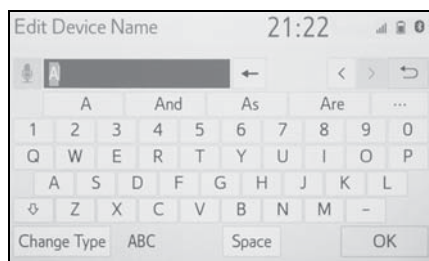 Edit Device Name 21:22
A
A And As Are ...
1 2 3 4 5 6 7 8 9 0
Q W E R T Y U I O P
A S D F G H J K L
Z X C V B N M -
Change Type ABC Space OK